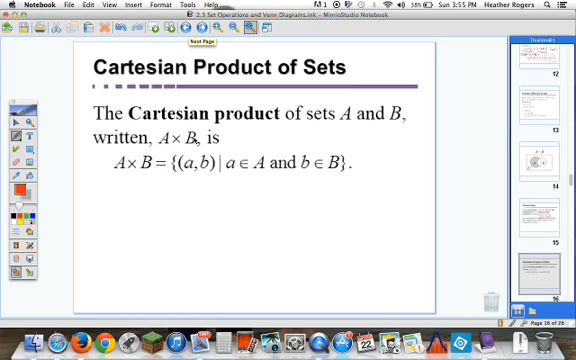 Notebook File Edit View Insert Format Tools Help
38% Sun 3:55 PM Heather Rogers
2.3 Set Operations and Venn Diagrams.ink - MimioStudio Notebook
Next Page
Thumbnails
Cartesian Product of Sets
The Cartesian product of sets A and B,
written, A × B, is
A × B = {(a, b) | a ∈ A and b ∈ B}.
12
13
14
15
16
Page 16 of 26
22